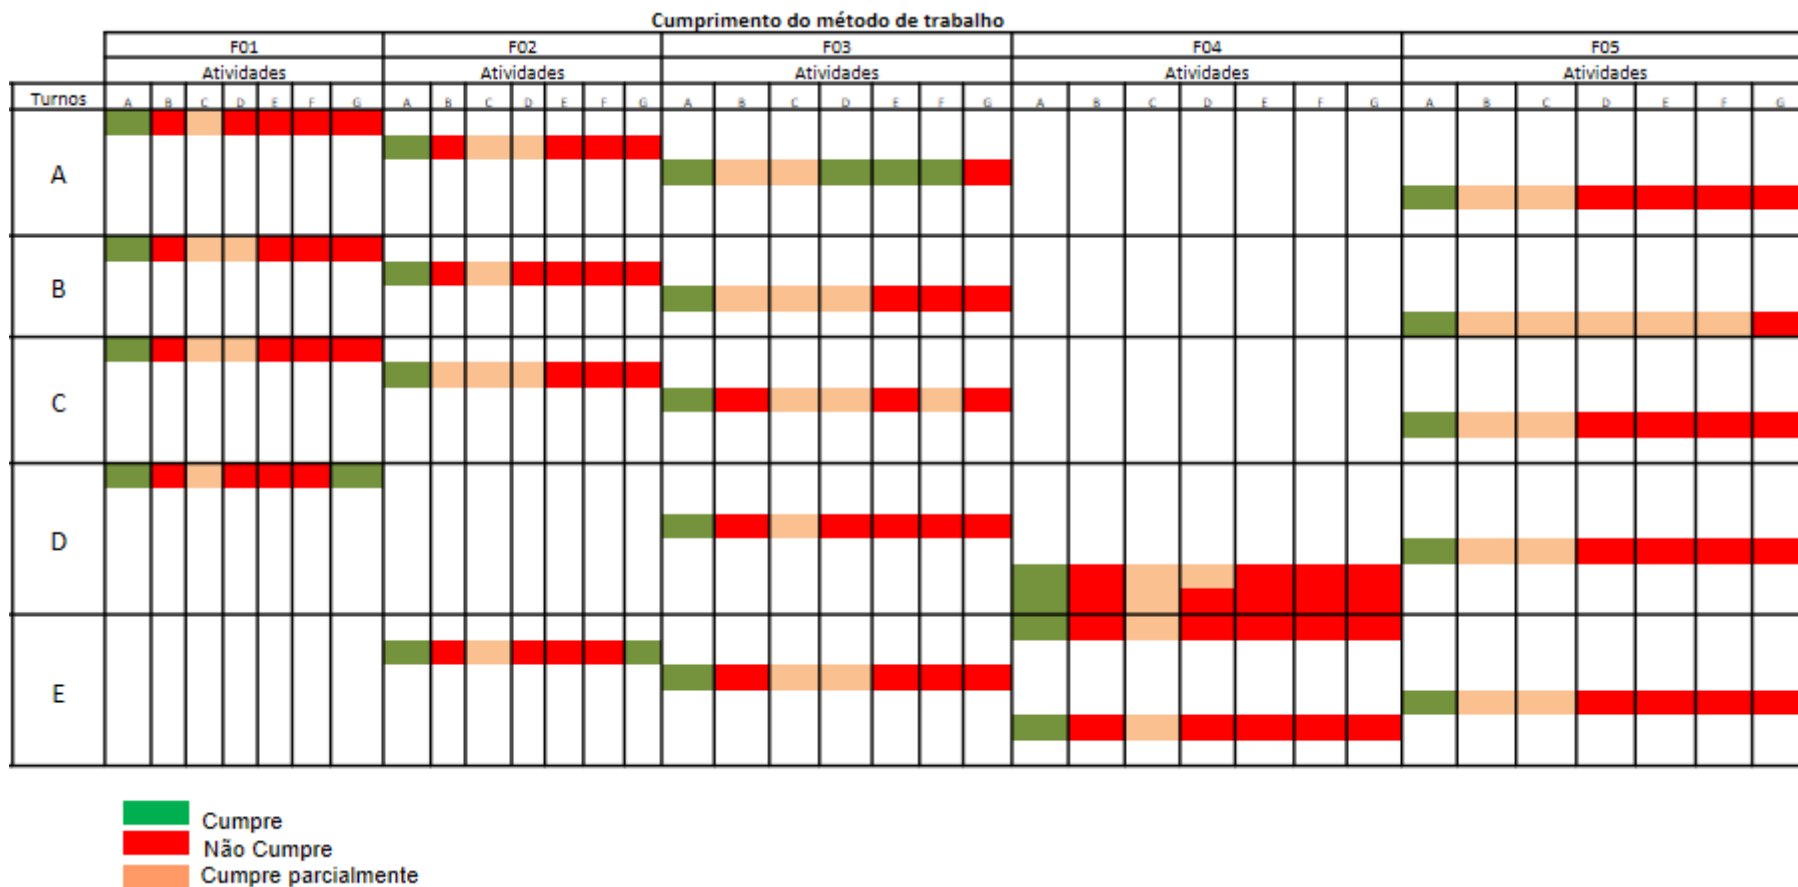 Cumprimento do método de trabalho
F01 F02 F03 F04 F05
Atividades Atividades Atividades Atividades Atividades
Turnos A B C D E F G A B C D E F G A B C D E F G A B C D E F G A B C D E F G
A
B
C
D
E
Cumpre
Não Cumpre
Cumpre parcialmente